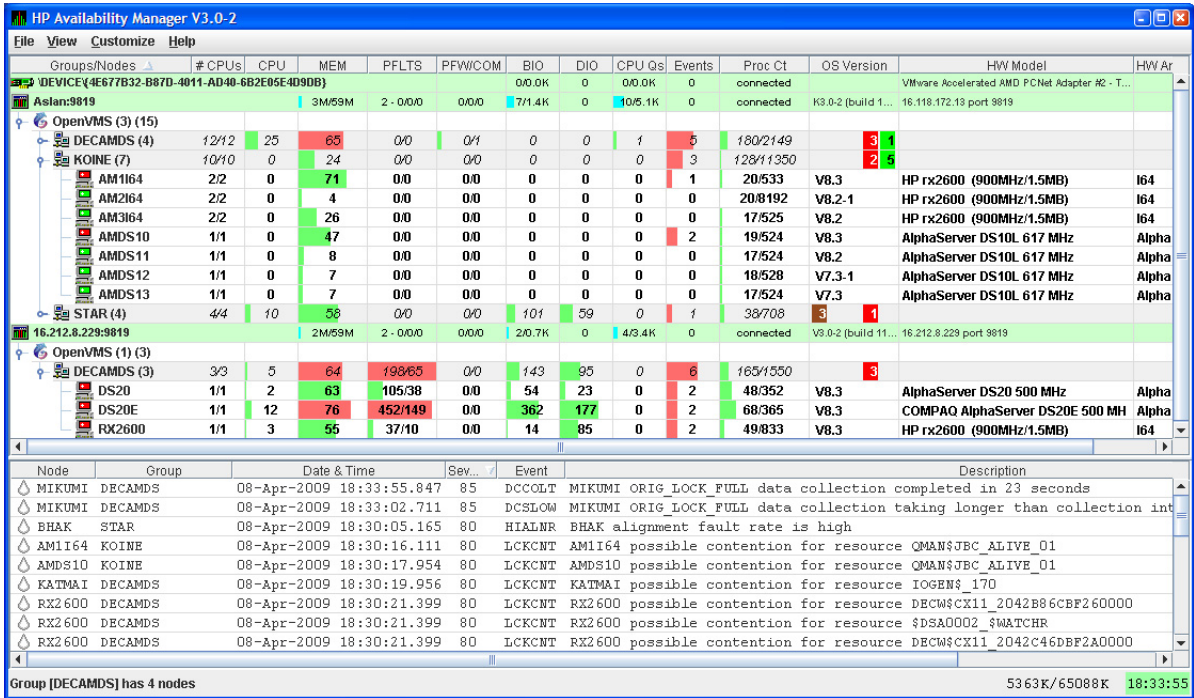 HP Availability Manager V3.0-2
File View Customize Help
Groups/Nodes # CPUs CPU MEM PFLTS PFW/COM BIO DIO CPU Qs Events Proc Ct OS Version HW Model HW Ar
\DEVICE\{4E677B32-B87D-4011-AD40-6B2E05E4D9DB} 0/0.0K 0 0/0.0K 0 connected VMware Accelerated AMD PCNet Adapter #2 - T...
Aslan:9819 3M/59M 2 - 0/0/0 0/0/0 7/1.4K 0 10/5.1K 0 connected K3.0-2 (build 1... 16.118.172.13 port 9819
OpenVMS (3) (15)
DECAMDS (4) 12/12 25 65 0/0 0/1 0 0 1 5 180/2149 3 1
KOINE (7) 10/10 0 24 0/0 0/0 0 0 0 3 128/11350 2 5
AM1I64 2/2 0 71 0/0 0/0 0 0 0 1 20/533 V8.3 HP rx2600 (900MHz/1.5MB) I64
AM2I64 2/2 0 4 0/0 0/0 0 0 0 0 20/8192 V8.2-1 HP rx2600 (900MHz/1.5MB) I64
AM3I64 2/2 0 26 0/0 0/0 0 0 0 0 17/525 V8.2 HP rx2600 (900MHz/1.5MB) I64
AMDS10 1/1 0 47 0/0 0/0 0 0 0 2 19/524 V8.3 AlphaServer DS10L 617 MHz Alpha
AMDS11 1/1 0 8 0/0 0/0 0 0 0 0 17/524 V8.2 AlphaServer DS10L 617 MHz Alpha
AMDS12 1/1 0 7 0/0 0/0 0 0 0 0 18/528 V7.3-1 AlphaServer DS10L 617 MHz Alpha
AMDS13 1/1 0 7 0/0 0/0 0 0 0 0 17/524 V7.3 AlphaServer DS10L 617 MHz Alpha
STAR (4) 4/4 10 58 0/0 0/0 101 59 0 1 38/708 3 1
16.212.8.229:9819 2M/59M 2 - 0/0/0 0/0/0 2/0.7K 0 4/3.4K 0 connected V3.0-2 (build 11... 16.212.8.229 port 9819
OpenVMS (1) (3)
DECAMDS (3) 3/3 5 64 198/65 0/0 143 95 0 6 165/1550 3
DS20 1/1 2 63 105/38 0/0 54 23 0 2 48/352 V8.3 AlphaServer DS20 500 MHz Alpha
DS20E 1/1 12 76 452/149 0/0 362 177 0 2 68/365 V8.3 COMPAQ AlphaServer DS20E 500 MH Alpha
RX2600 1/1 3 55 37/10 0/0 14 85 0 2 49/833 V8.3 HP rx2600 (900MHz/1.5MB) I64
Node Group Date & Time Sev... Event Description
MIKUMI DECAMDS 08-Apr-2009 18:33:55.847 85 DCCOLT MIKUMI ORIG_LOCK_FULL data collection completed in 23 seconds
MIKUMI DECAMDS 08-Apr-2009 18:33:02.711 85 DCSLOW MIKUMI ORIG_LOCK_FULL data collection taking longer than collection int
BHAK STAR 08-Apr-2009 18:30:05.165 80 HIALNR BHAK alignment fault rate is high
AM1I64 KOINE 08-Apr-2009 18:30:16.111 80 LCKCNT AM1I64 possible contention for resource QMAN$JBC_ALIVE_01
AMDS10 KOINE 08-Apr-2009 18:30:17.954 80 LCKCNT AMDS10 possible contention for resource QMAN$JBC_ALIVE_01
KATMAI DECAMDS 08-Apr-2009 18:30:19.956 80 LCKCNT KATMAI possible contention for resource IOGEN$_170
RX2600 DECAMDS 08-Apr-2009 18:30:21.399 80 LCKCNT RX2600 possible contention for resource DECW$CX11_2042B86CBF260000
RX2600 DECAMDS 08-Apr-2009 18:30:21.399 80 LCKCNT RX2600 possible contention for resource $DSA0002_$WATCHR
RX2600 DECAMDS 08-Apr-2009 18:30:21.399 80 LCKCNT RX2600 possible contention for resource DECW$CX11_2042C46DBF2A0000
Group [DECAMDS] has 4 nodes 5363K/65088K 18:33:55